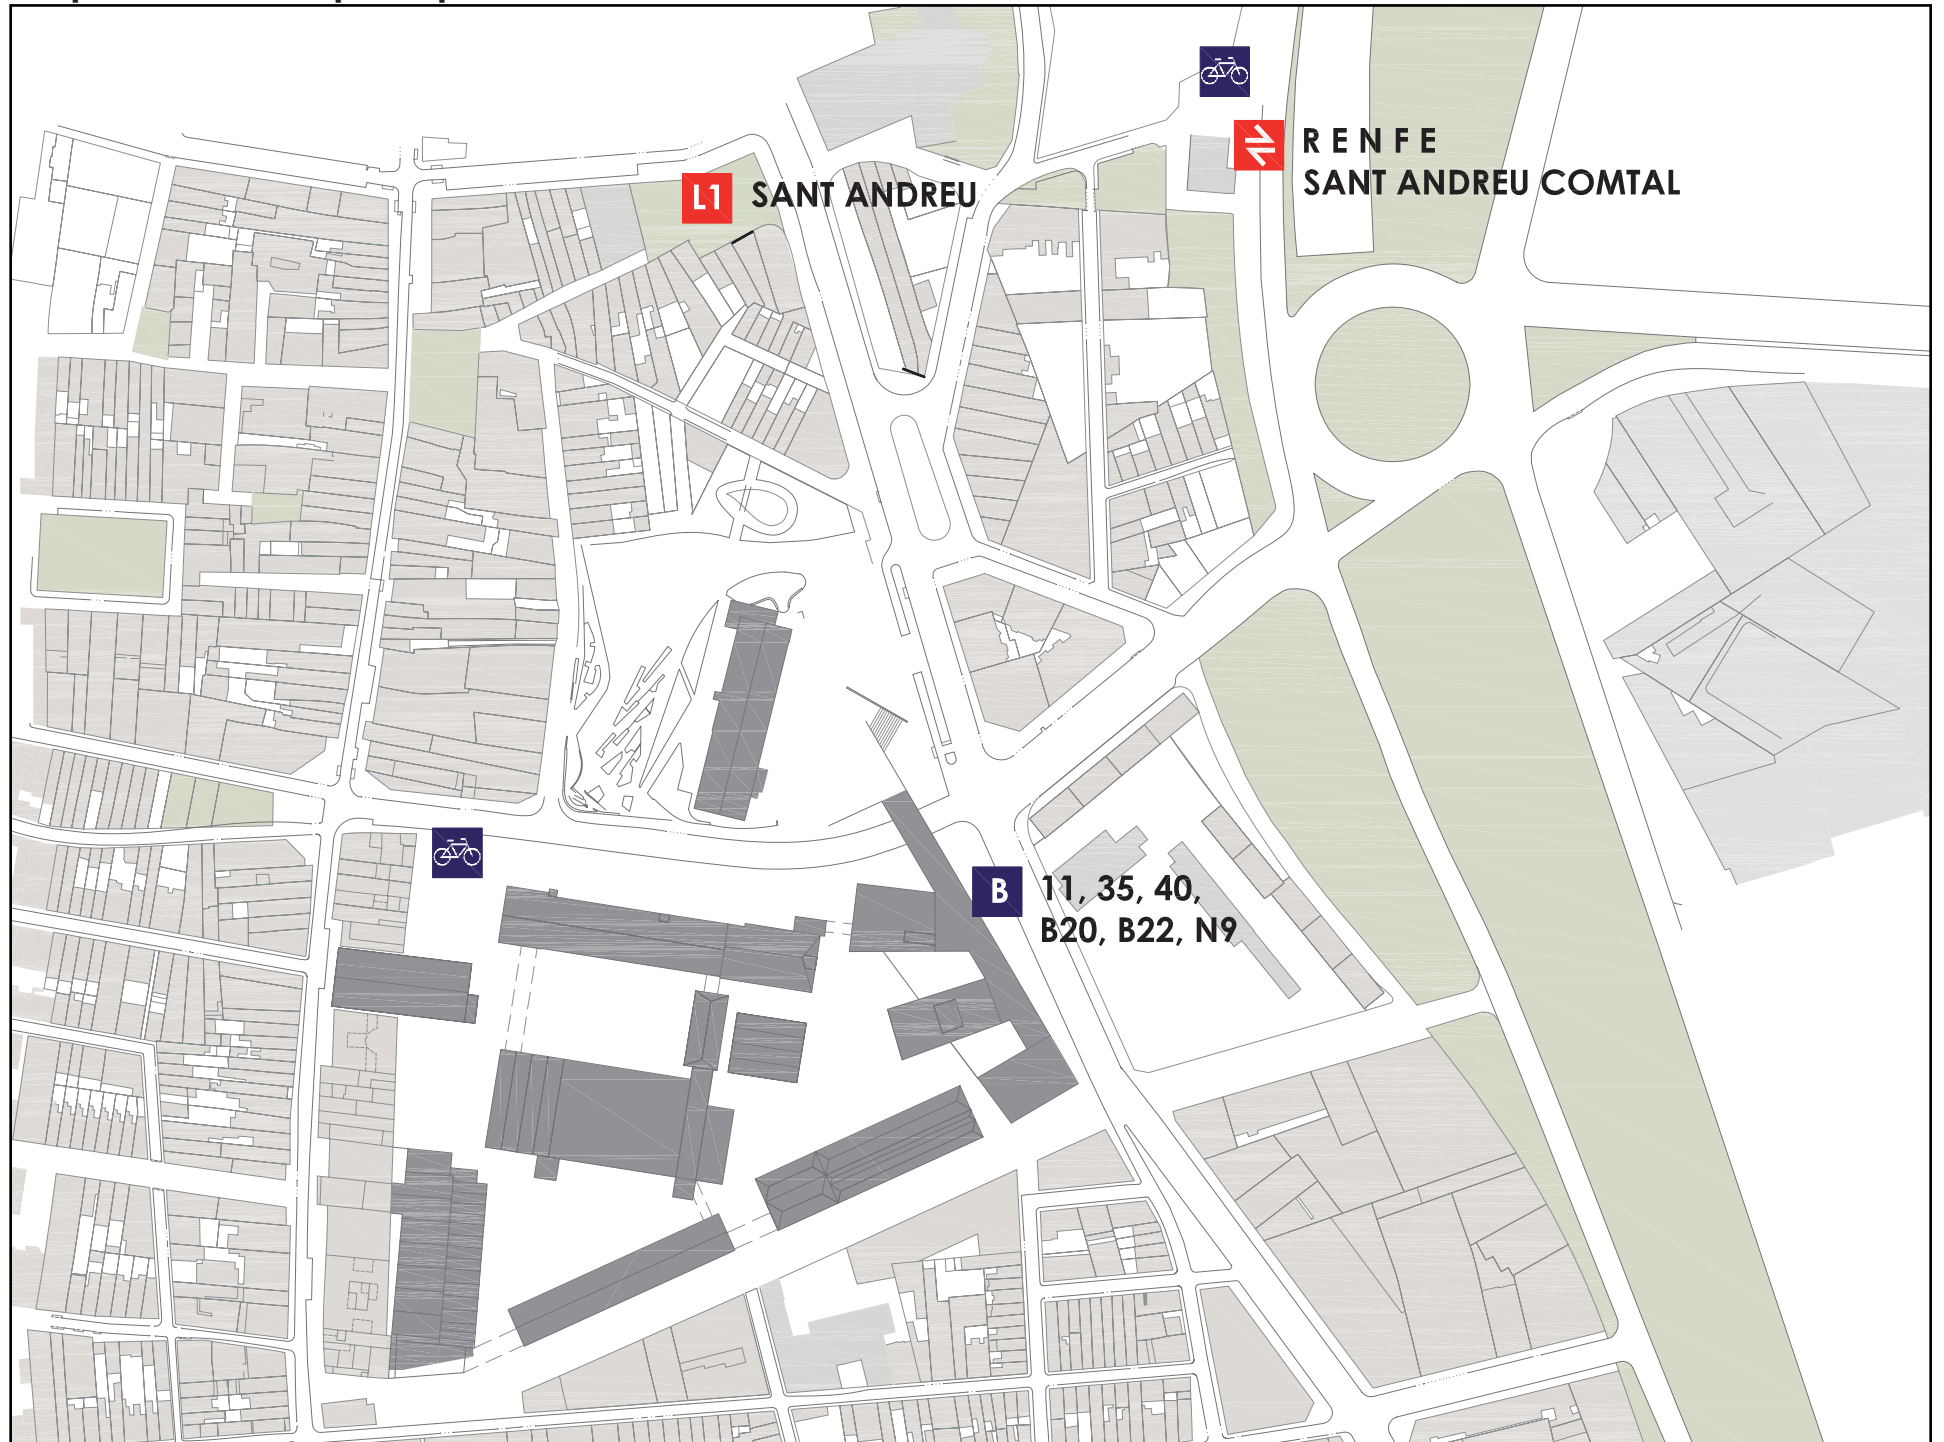 RENFE
SANT ANDREU COMTAL
L1 SANT ANDREU
B 11, 35, 40,
B20, B22, N9